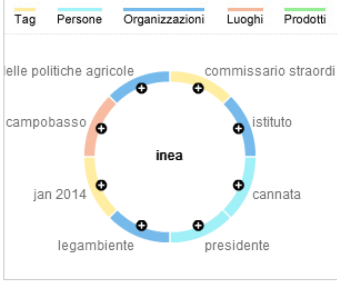 Tag Persone Organizzazioni Luoghi Prodotti
elle politiche agricole commissario straordi
campobasso istituto
inea
jan 2014 cannata
legambiente presidente